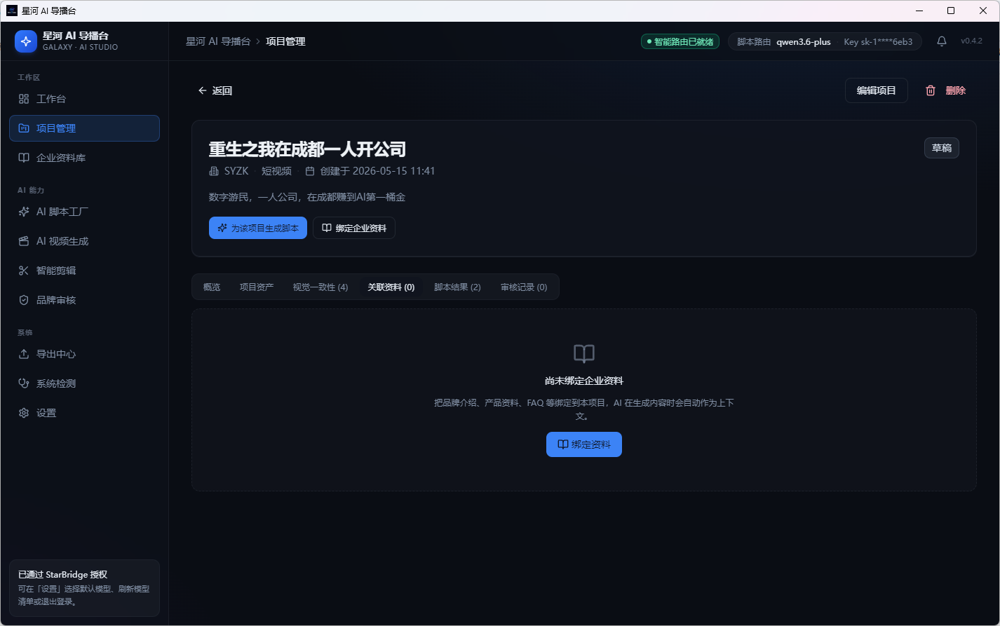 星河 AI 导播台
星河 AI 导播台
GALAXY · AI STUDIO
星河 AI 导播台 > 项目管理
智能路由已就绪
脚本路由 qwen3.6-plus · Key sk-1****6eb3
v0.4.2
工作区
工作台
项目管理
企业资料库
AI 能力
AI 脚本工厂
AI 视频生成
智能剪辑
品牌审核
系统
导出中心
系统检测
设置
已通过 StarBridge 授权
可在「设置」选择默认模型、刷新模型
清单或退出登录。
返回
编辑项目
删除
重生之我在成都一人开公司
草稿
SYZK · 短视频 · 创建于 2026-05-15 11:41
数字游民，一人公司，在成都赚到AI第一桶金
为该项目生成脚本
绑定企业资料
概览
项目资产
视觉一致性 (4)
关联资料 (0)
脚本结果 (2)
审核记录 (0)
尚未绑定企业资料
把品牌介绍、产品资料、FAQ 等绑定到本项目，AI 在生成内容时会自动作为上下
文。
绑定资料